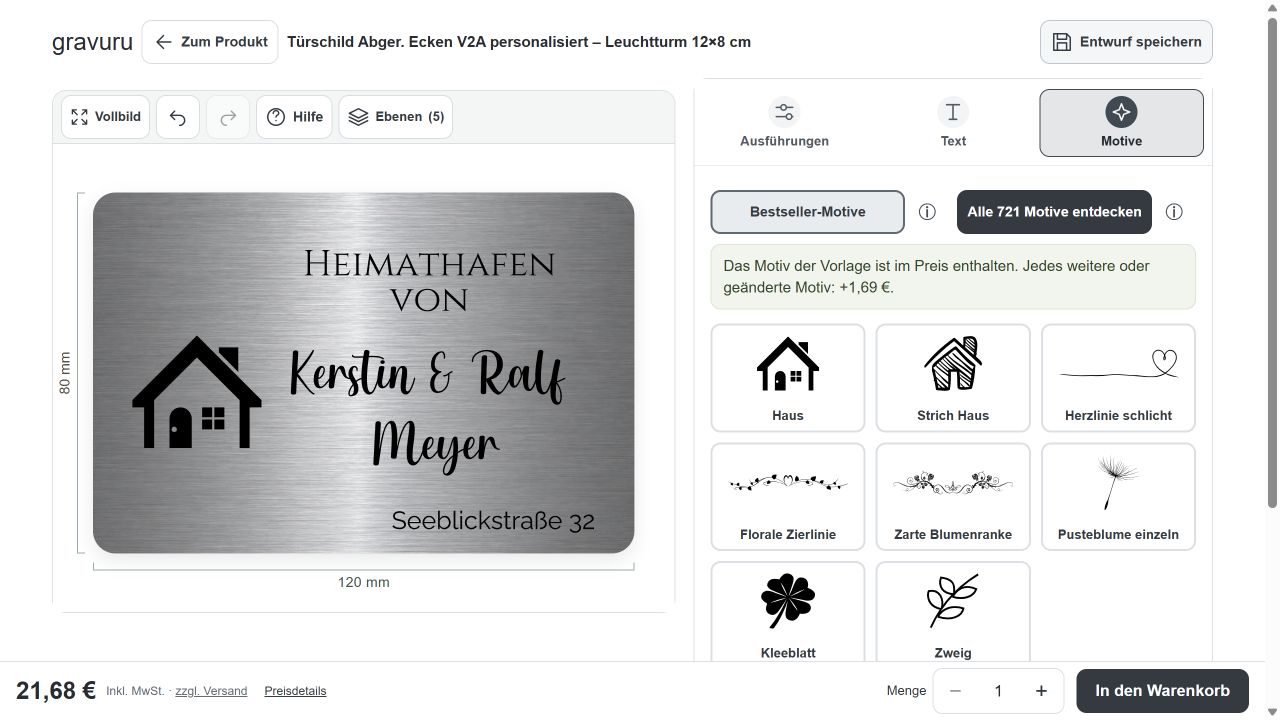 gravuru
Zum Produkt
Türschild Abger. Ecken V2A personalisiert – Leuchtturm 12×8 cm
Entwurf speichern
Vollbild
Hilfe
Ebenen (5)
Ausführungen
Text
Motive
Bestseller-Motive
Alle 721 Motive entdecken
Das Motiv der Vorlage ist im Preis enthalten. Jedes weitere oder
geänderte Motiv: +1,69 €.
Heimathafen
von
Kerstin & Ralf
Meyer
Seeblickstraße 32
80 mm
120 mm
Haus
Strich Haus
Herzlinie schlicht
Florale Zierlinie
Zarte Blumenranke
Pusteblume einzeln
Kleeblatt
Zweig
21,68 €
Inkl. MwSt. · zzgl. Versand
Preisdetails
Menge
1
In den Warenkorb